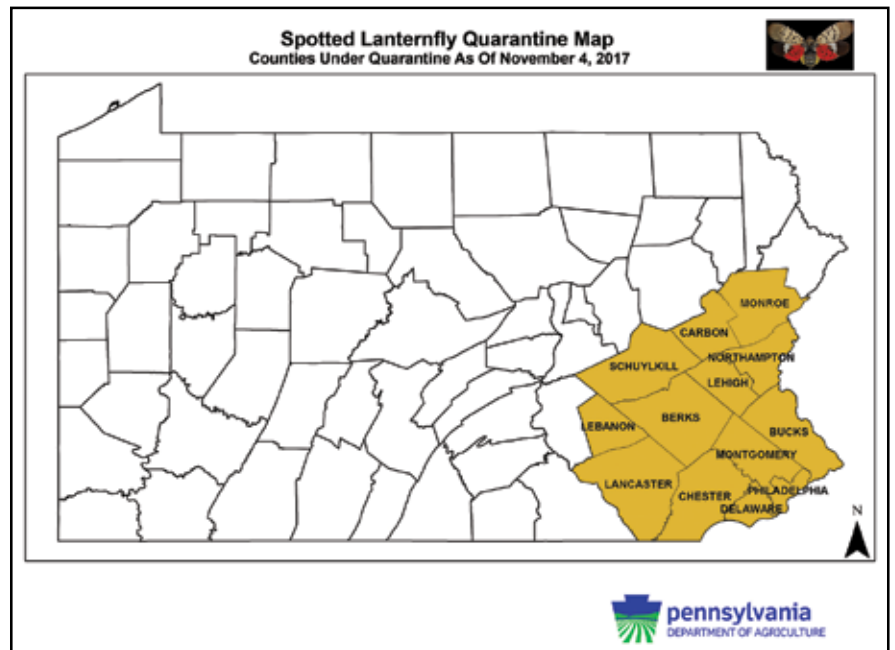 Spotted Lanternfly Quarantine Map
Counties Under Quarantine As Of November 4, 2017
MONROE
CARBON
NORTHAMPTON
SCHUYLKILL
LEHIGH
BERKS
LEBANON
BUCKS
MONTGOMERY
LANCASTER
PHILADELPHIA
CHESTER
DELAWARE
N
pennsylvania
DEPARTMENT OF AGRICULTURE